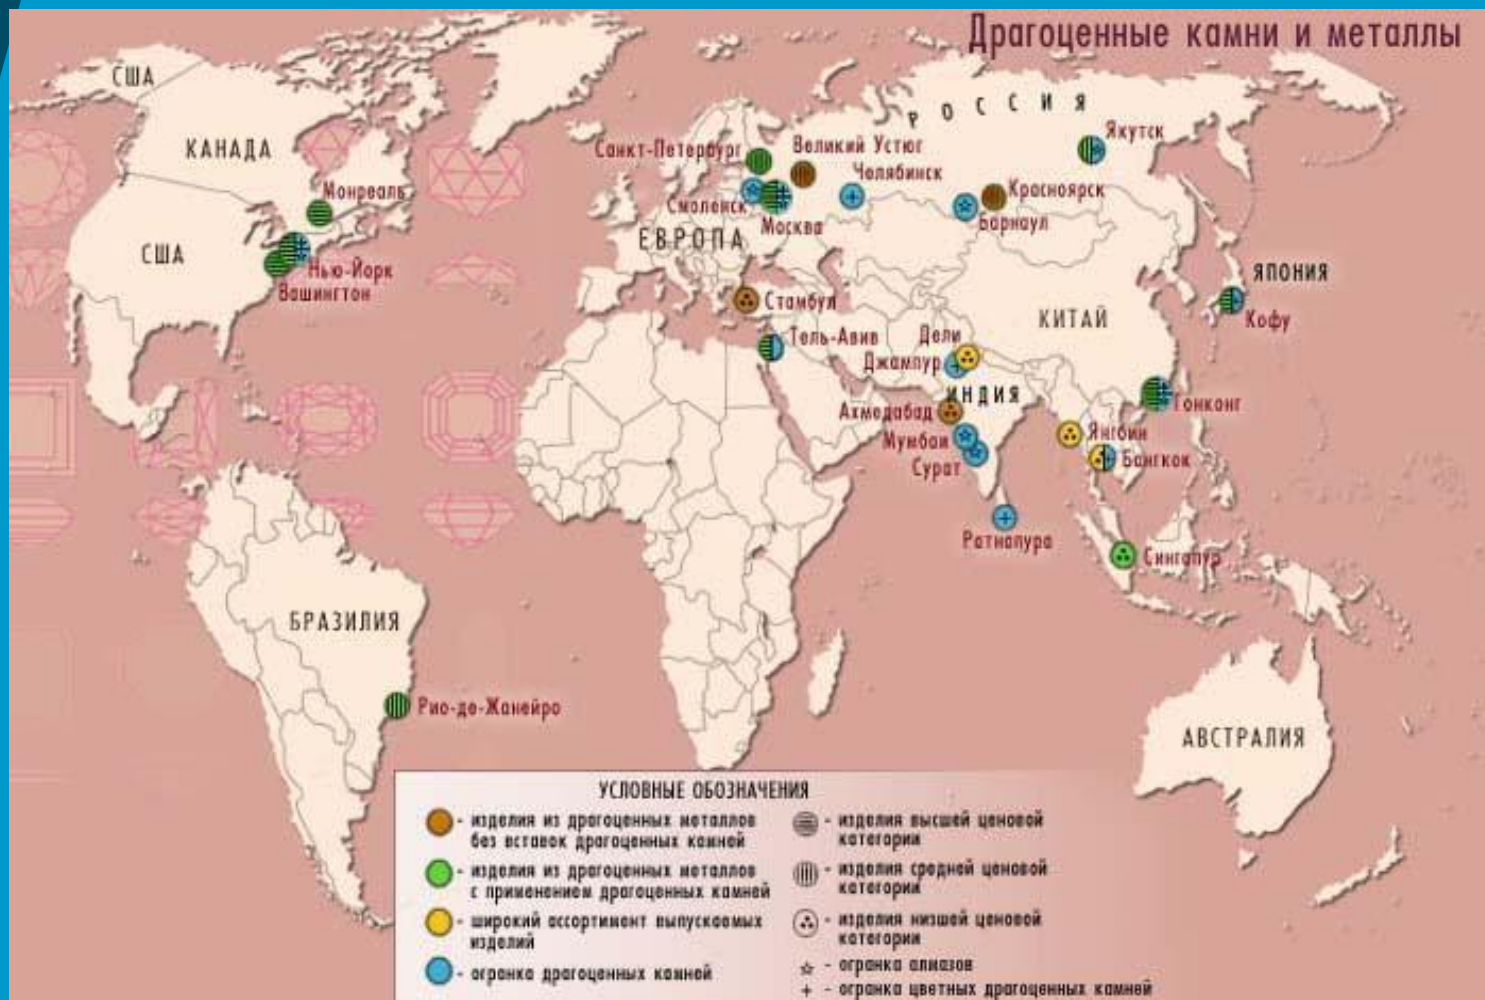 Драгоценные камни и металлы
США
КАНАДА
РОССИЯ
Якутск
Санкт-Петербург
Великий Устюг
Челябинск
Монреаль
Смоленск
Красноярск
Москва
Барнаул
ЕВРОПА
США
Нью-Йорк
Вашингтон
ЯПОНИЯ
Стамбул
КИТАЙ
Кофу
Тель-Авив
Дели
Джампур
ИНДИЯ
Ахмедабад
Гонконг
Мумбаи
Янгбин
Сурат
Бангкок
Ратнапура
Сингапур
БРАЗИЛИЯ
Рио-де-Жанейро
АВСТРАЛИЯ
УСЛОВНЫЕ ОБОЗНАЧЕНИЯ
- изделия из драгоценных металлов
без вставок драгоценных камней
- изделия из драгоценных металлов
с применением драгоценных камней
- широкий ассортимент выпускаемых
изделий
- огранка драгоценных камней
- изделия высшей ценовой
категории
- изделия средней ценовой
категории
- изделия низшей ценовой
категории
- огранка алмазов
+ - огранка цветных драгоценных камней